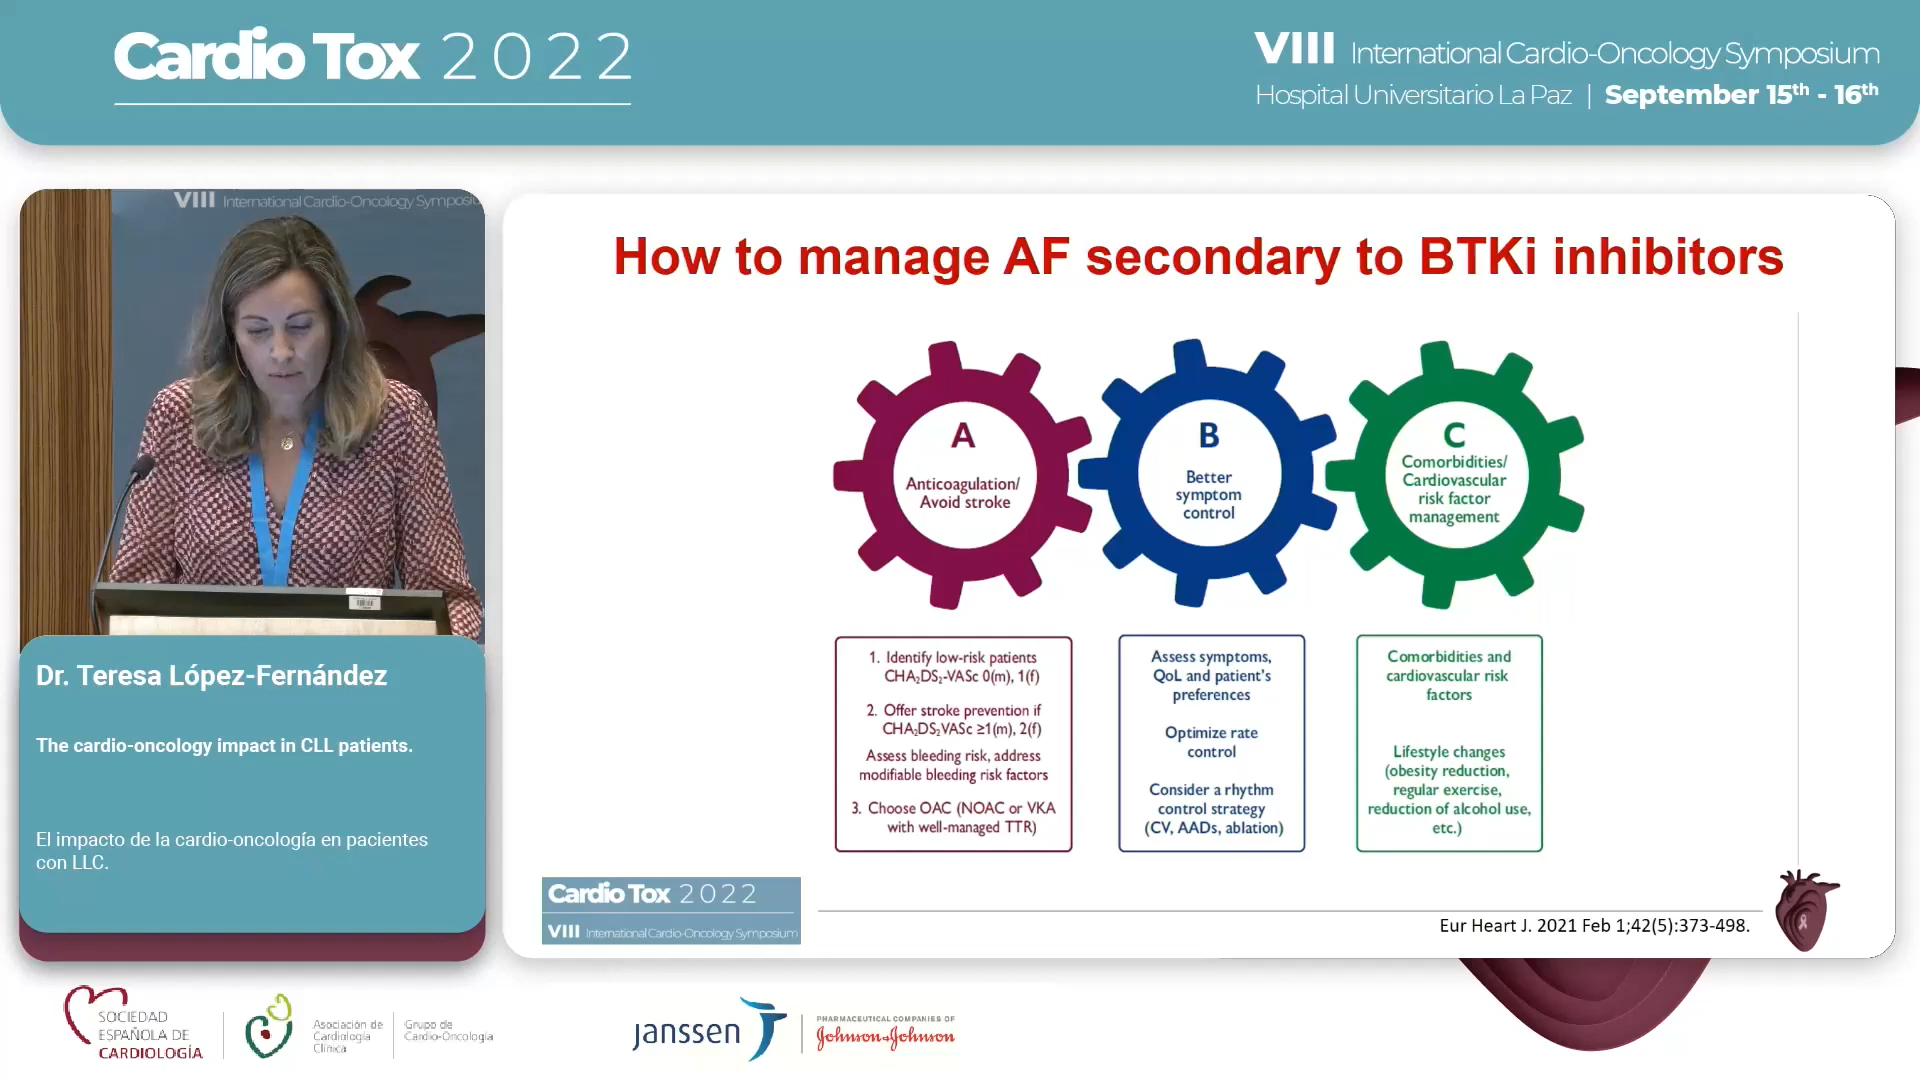 Cardio Tox 2022
VIII International Cardio-Oncology Symposium
Hospital Universitario La Paz | September 15th - 16th
VIII International Cardio-Oncology
Dr. Teresa López-Fernández
The cardio-oncology impact in CLL patients.
El impacto de la cardio-oncología en pacientes
con LLC.
How to manage AF secondary to BTKi inhibitors
A
Anticoagulation/
Avoid stroke
B
Better
symptom
control
C
Comorbidities/
Cardiovascular
risk factor
management
1. Identify low-risk patients
CHA₂DS₂-VASc 0(m), 1(f)
2. Offer stroke prevention if
CHA₂DS₂VASc ≥1(m), 2(f)
Assess bleeding risk, address
modifiable bleeding risk factors
3. Choose OAC (NOAC or VKA
with well-managed TTR)
Assess symptoms,
QoL and patient's
preferences
Optimize rate
control
Consider a rhythm
control strategy
(CV, AADs, ablation)
Comorbidities and
cardiovascular risk
factors
Lifestyle changes
(obesity reduction,
regular exercise,
reduction of alcohol use,
etc.)
Cardio Tox 2022
VIII International Cardio-Oncology Symposium
Eur Heart J. 2021 Feb 1;42(5):373-498.
SOCIEDAD
ESPAÑOLA DE
CARDIOLOGÍA
Asociación de
Cardiología
Clínica
Grupo de
Cardio-Oncología
janssen
PHARMACEUTICAL COMPANIES OF
Johnson & Johnson